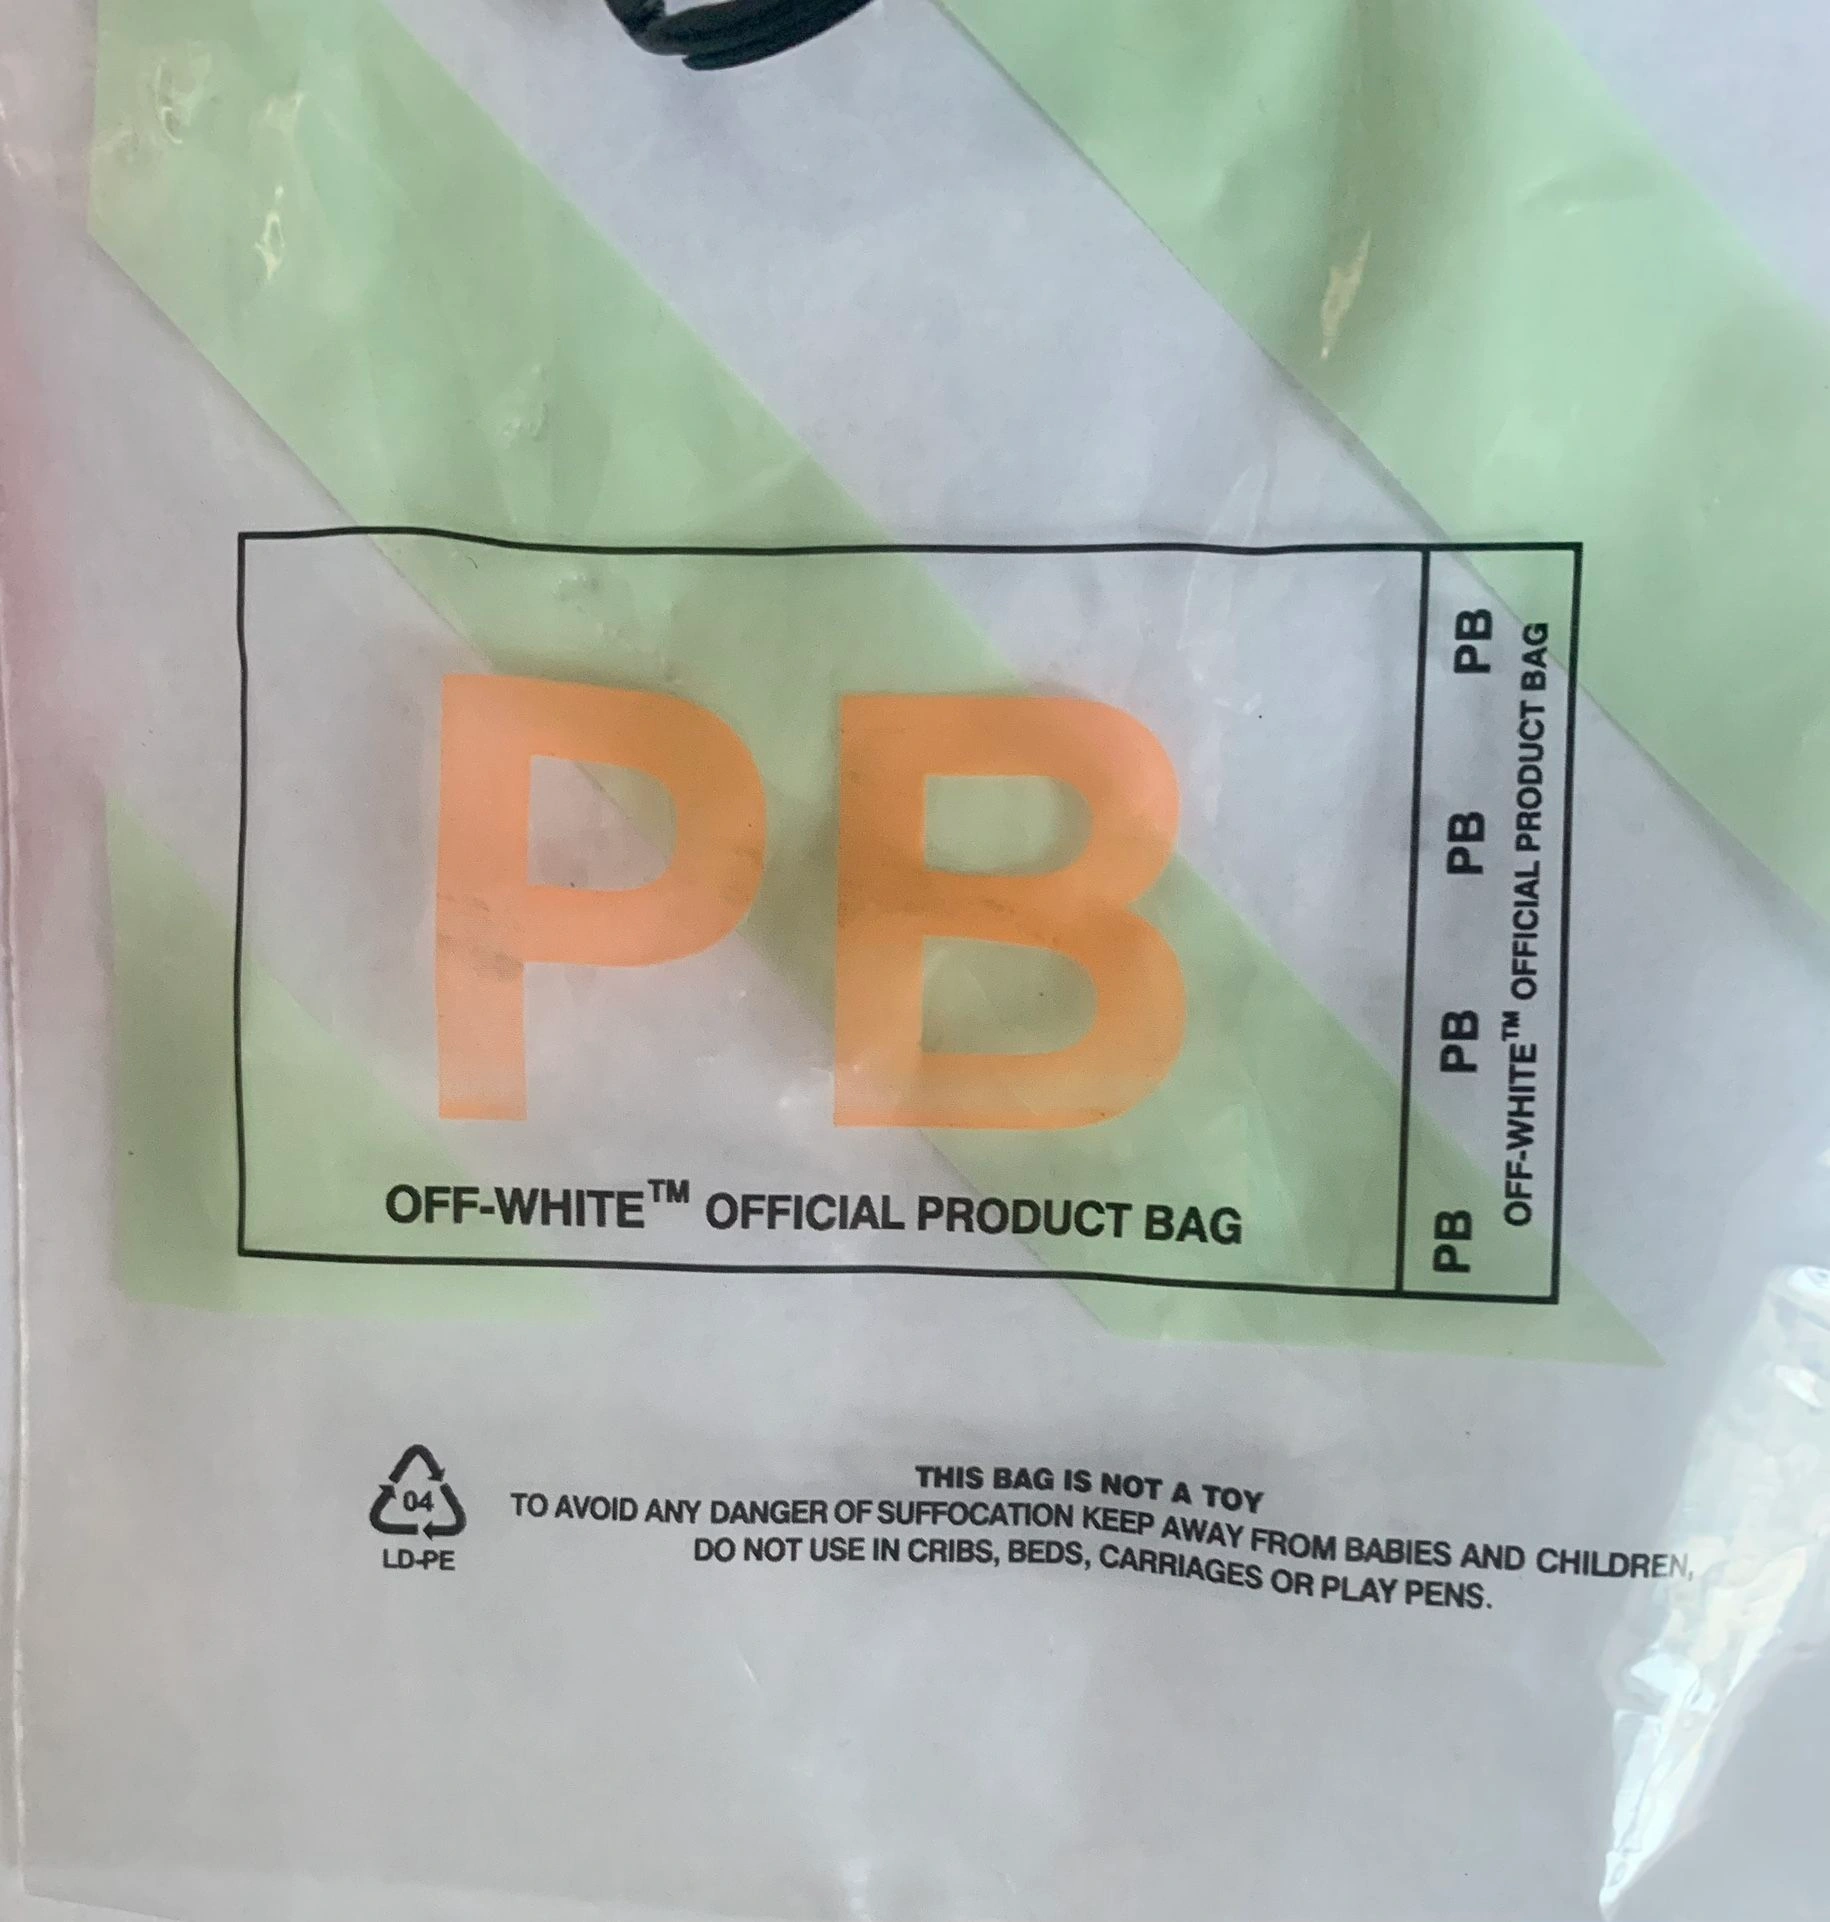 PB
OFF-WHITE™ OFFICIAL PRODUCT BAG
PB PB PB PB
OFF-WHITE™ OFFICIAL PRODUCT BAG
04
LD-PE
THIS BAG IS NOT A TOY
TO AVOID ANY DANGER OF SUFFOCATION KEEP AWAY FROM BABIES AND CHILDREN,
DO NOT USE IN CRIBS, BEDS, CARRIAGES OR PLAY PENS.